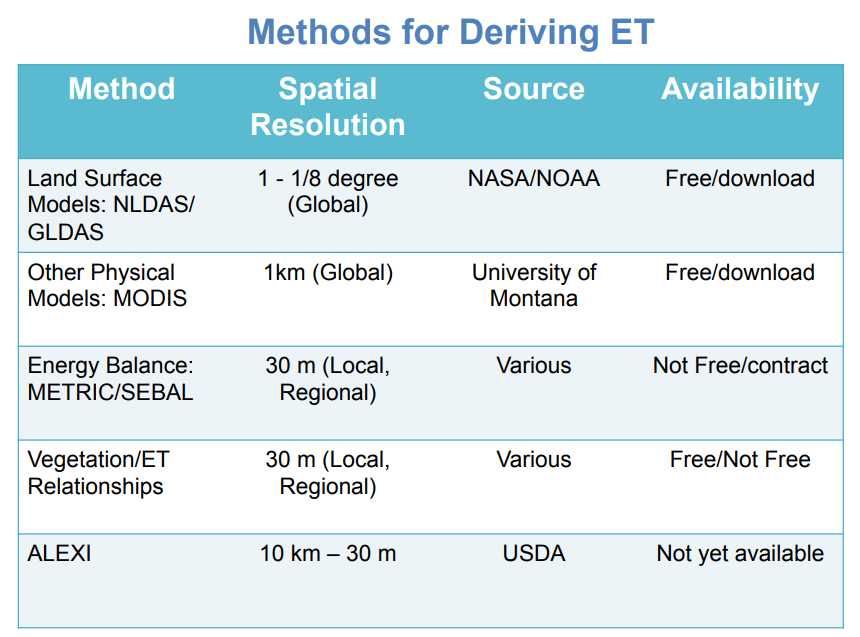 Methods for Deriving ET
Method
Spatial
Resolution
Source
Availability
Land Surface
Models: NLDAS/
GLDAS
1 - 1/8 degree
(Global)
NASA/NOAA
Free/download
Other Physical
Models: MODIS
1km (Global)
University of
Montana
Free/download
Energy Balance:
METRIC/SEBAL
30 m (Local,
Regional)
Various
Not Free/contract
Vegetation/ET
Relationships
30 m (Local,
Regional)
Various
Free/Not Free
ALEXI
10 km – 30 m
USDA
Not yet available